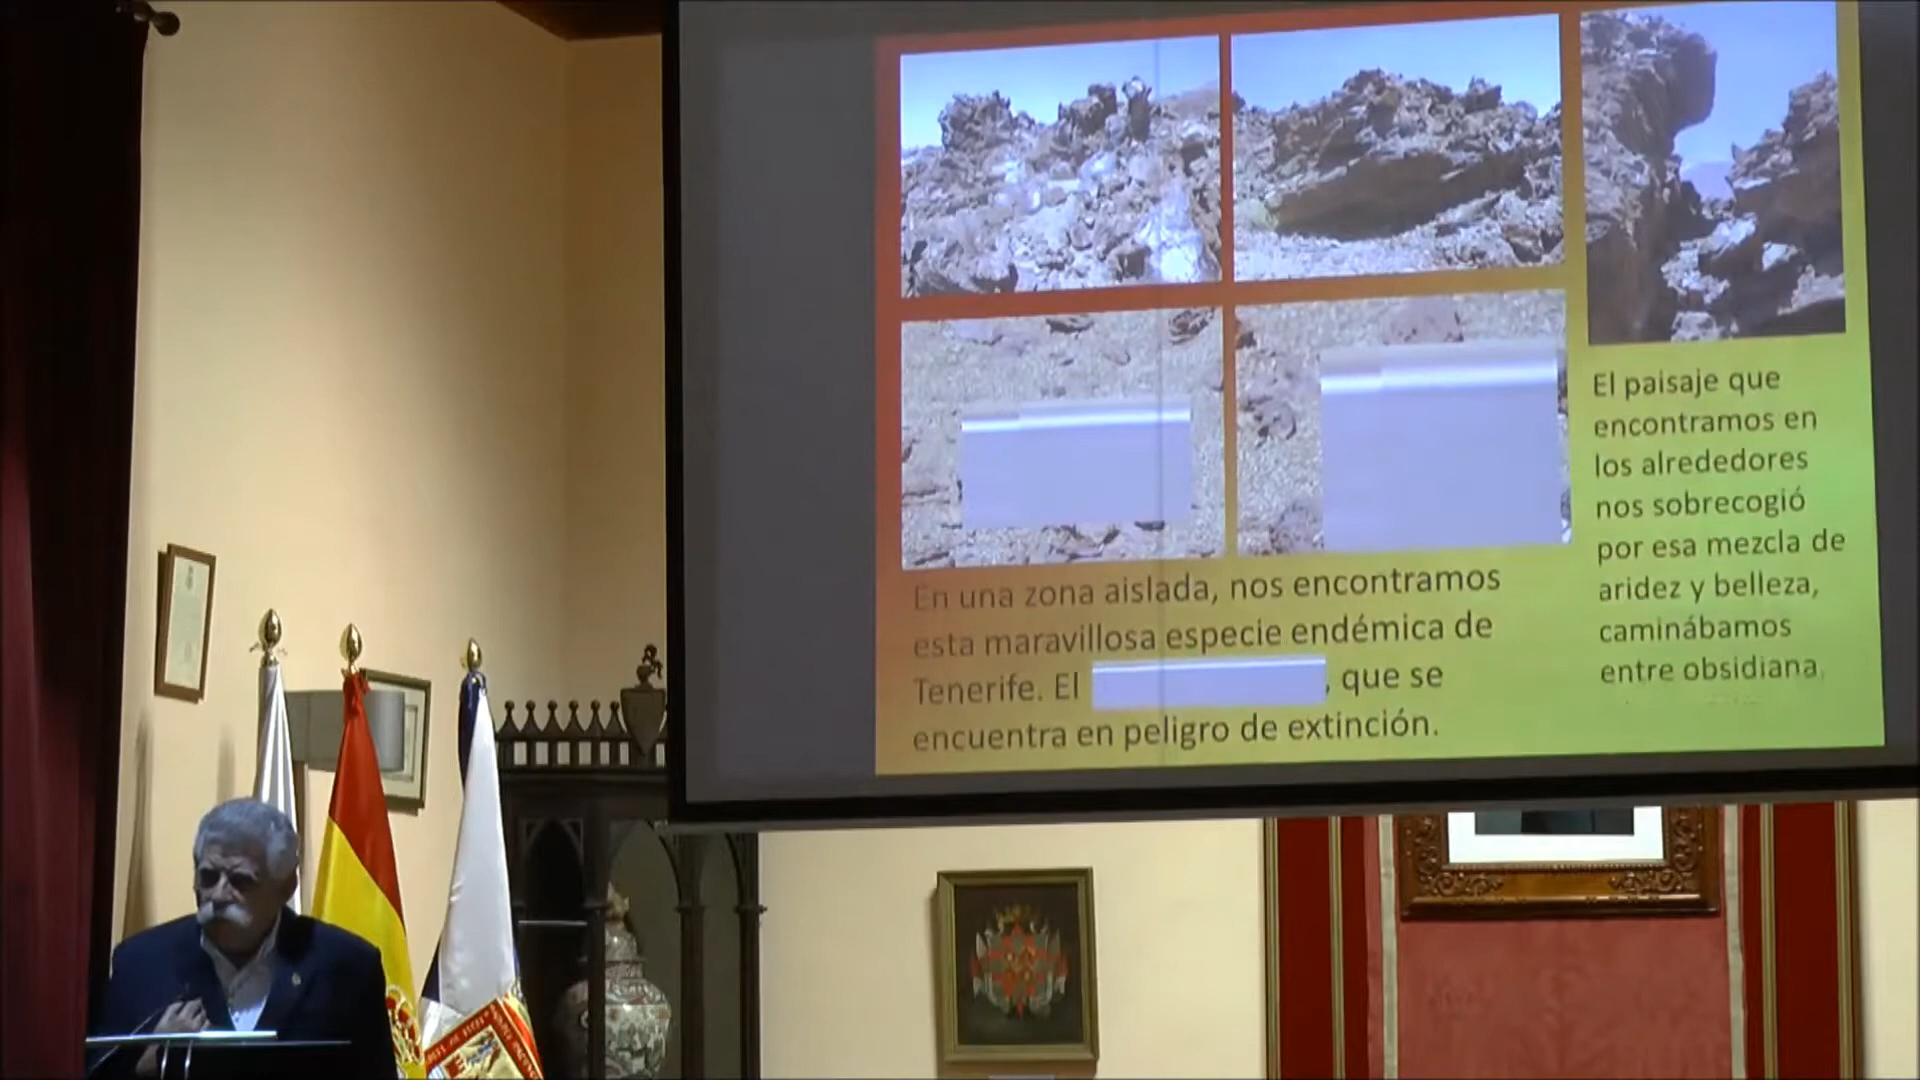 En una zona aislada, nos encontramos
esta maravillosa especie endémica de
Tenerife. El , que se
encuentra en peligro de extinción.
El paisaje que
encontramos en
los alrededores
nos sobrecogió
por esa mezcla de
aridez y belleza,
caminábamos
entre obsidiana,